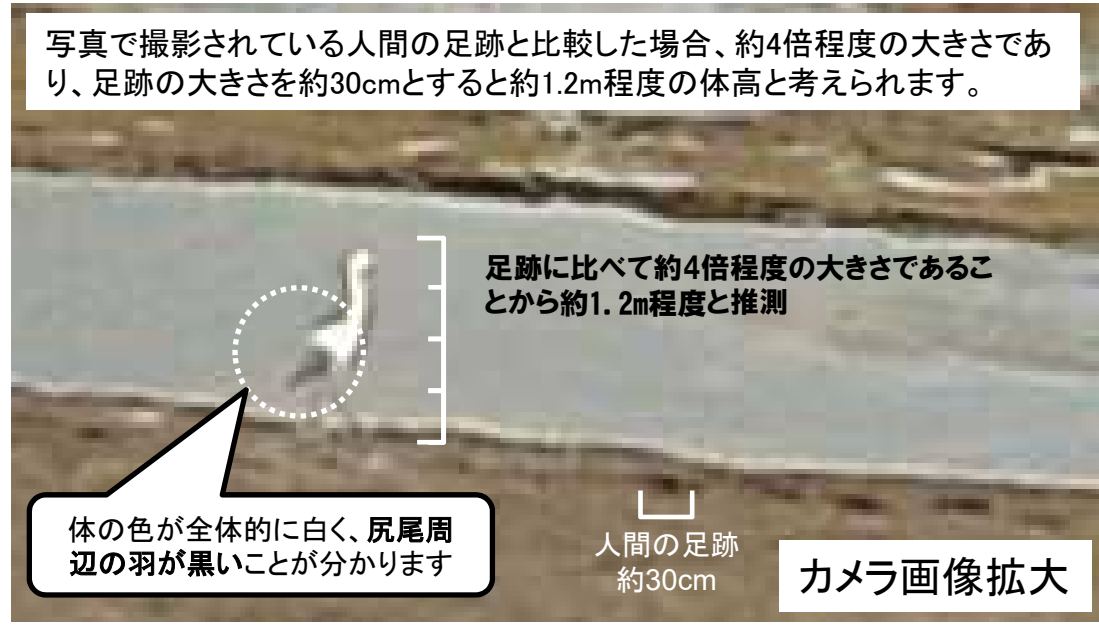 写真で撮影されている人間の足跡と比較した場合、約4倍程度の大きさであ
り、足跡の大きさを約30cmとすると約1.2m程度の体高と考えられます。
足跡に比べて約4倍程度の大きさであるこ
とから約1.2m程度と推測
体の色が全体的に白く、尻尾周
辺の羽が黒いことが分かります
人間の足跡
約30cm
カメラ画像拡大